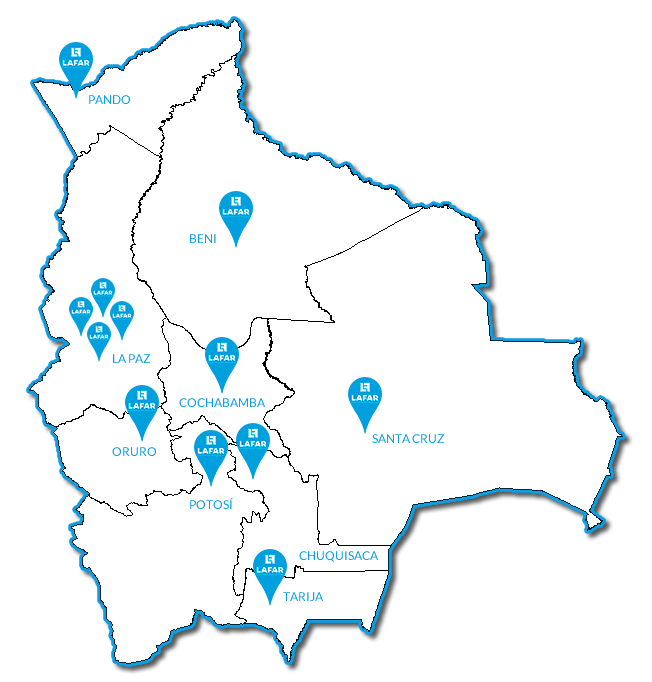 LAFAR
PANDO
LAFAR
BENI
LAFAR
LAFAR
LAFAR
LAFAR
LA PAZ
LAFAR
COCHABAMBA
LAFAR
ORURO
LAFAR
SANTA CRUZ
LAFAR
LAFAR
POTOSÍ
CHUQUISACA
LAFAR
TARIJA